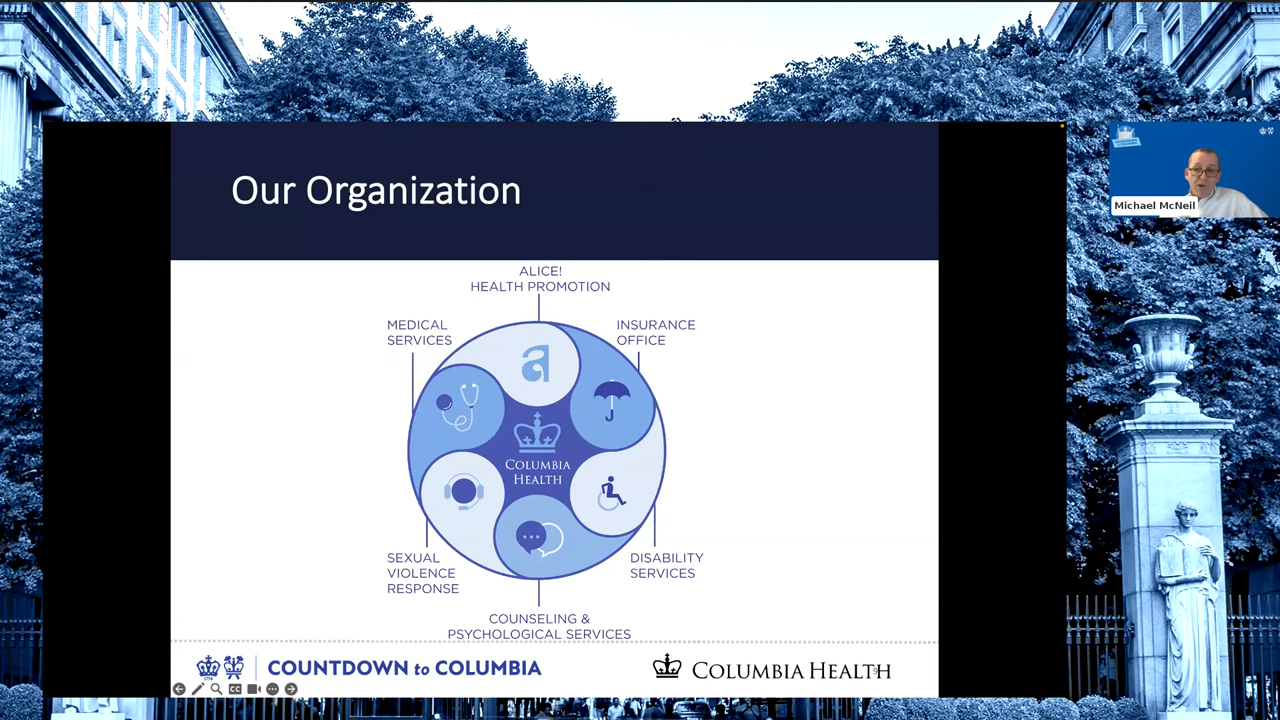 Our Organization
ALICE!
HEALTH PROMOTION
MEDICAL
SERVICES
INSURANCE
OFFICE
a
COLUMBIA
HEALTH
SEXUAL
VIOLENCE
RESPONSE
DISABILITY
SERVICES
COUNSELING &
PSYCHOLOGICAL SERVICES
COUNTDOWN to COLUMBIA
COLUMBIA HEALTH
CC
Michael McNeil